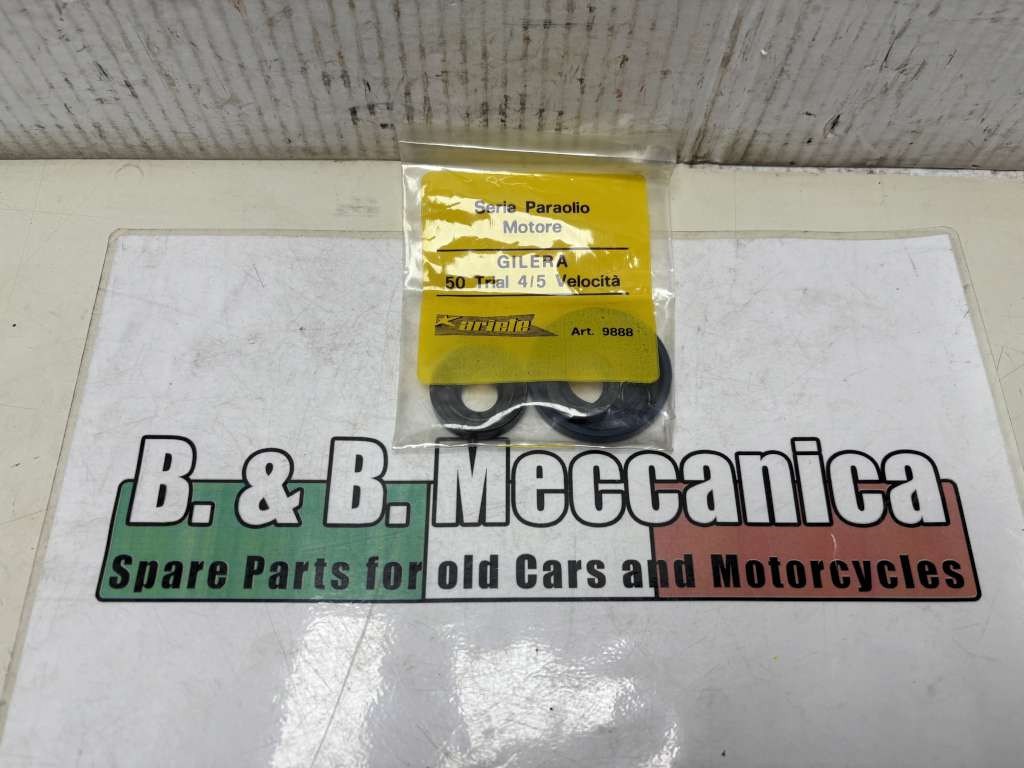 Serie Paraolio
Motore
GILERA
50 Trial 4/5 Velocità
ariete
Art. 9888
B. & B. Meccanica
Spare Parts for old Cars and Motorcycles